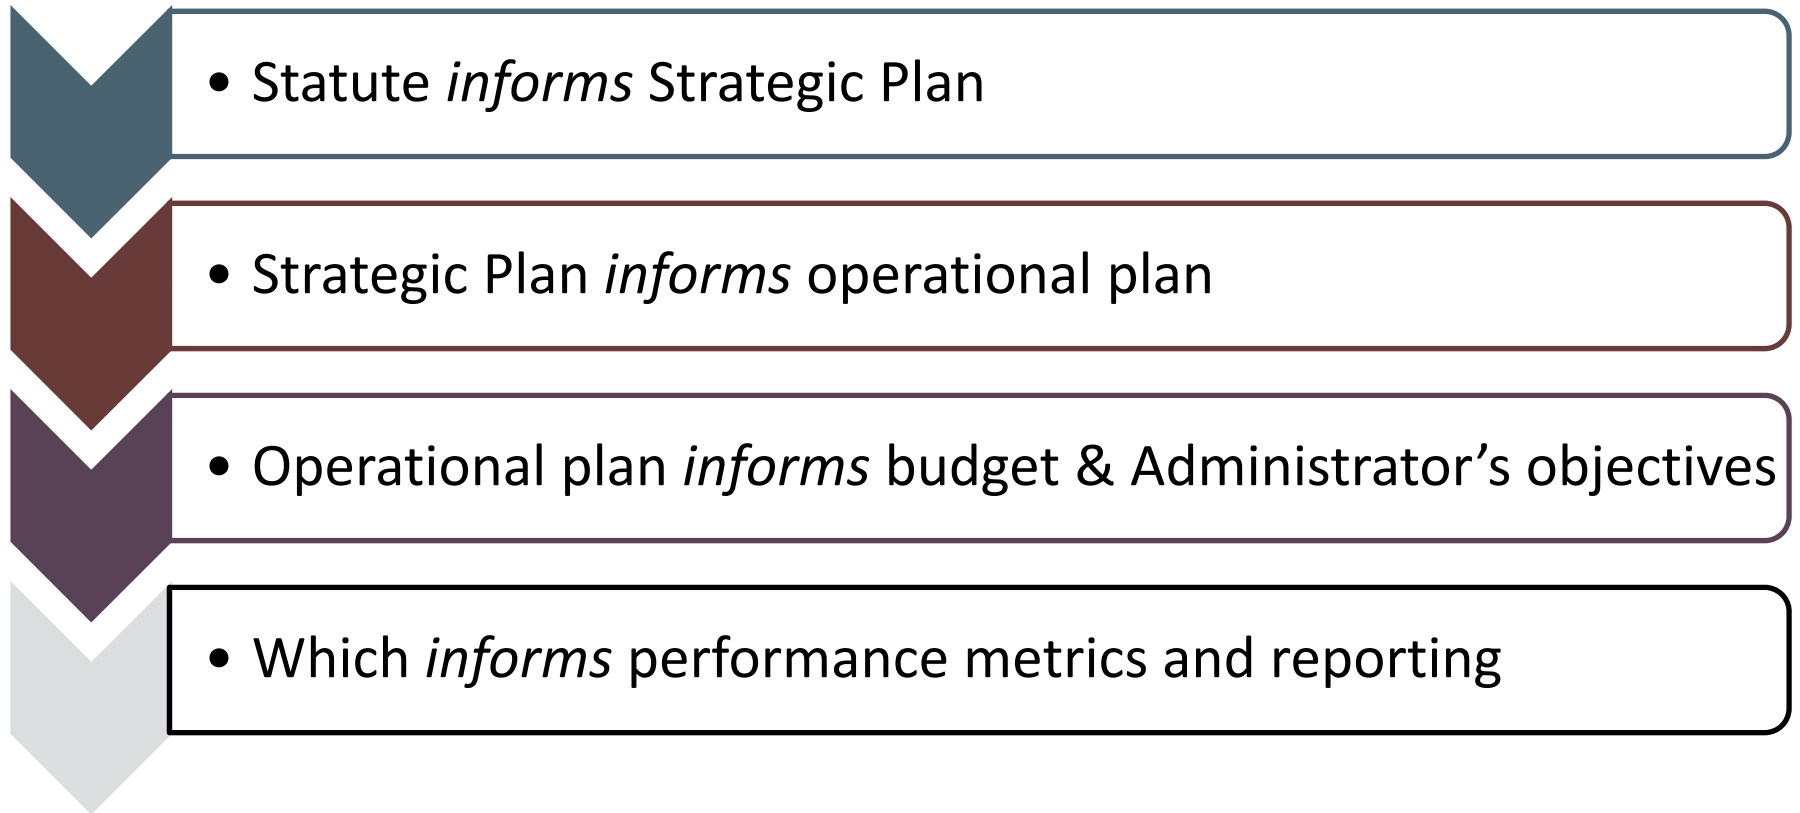 • Statute informs Strategic Plan
• Strategic Plan informs operational plan
• Operational plan informs budget & Administrator’s objectives
• Which informs performance metrics and reporting